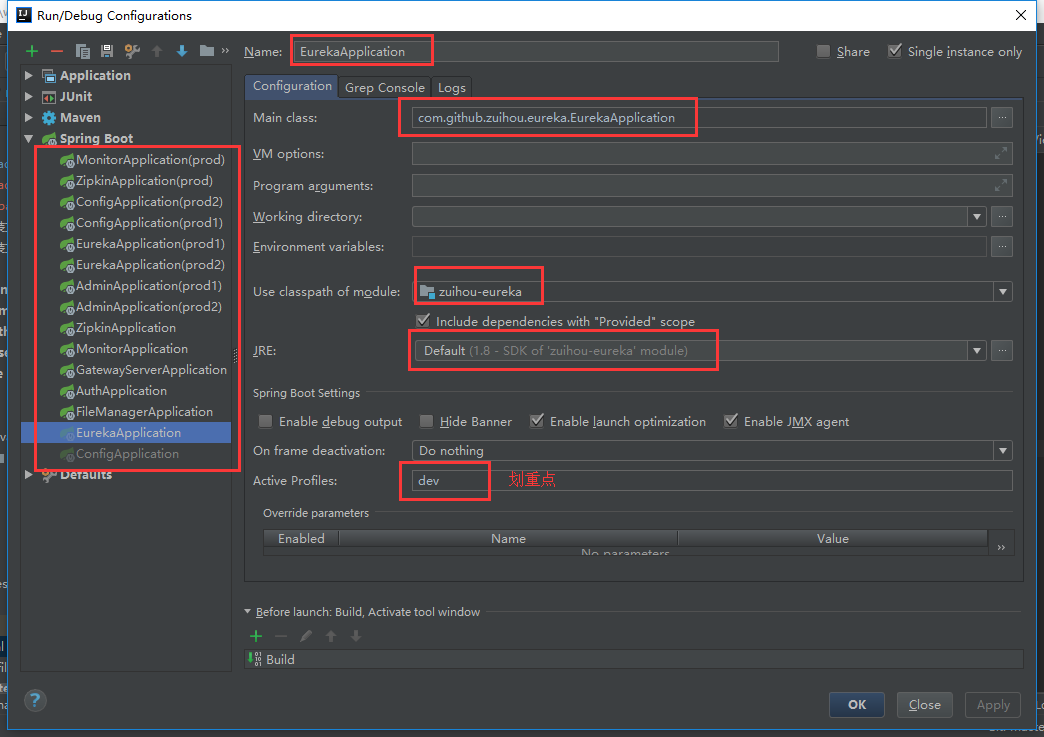 Run/Debug Configurations
Name: EurekaApplication
Share
Single instance only
Application
JUnit
Maven
Spring Boot
MonitorApplication(prod)
ZipkinApplication(prod)
ConfigApplication(prod2)
ConfigApplication(prod1)
EurekaApplication(prod1)
EurekaApplication(prod2)
AdminApplication(prod1)
AdminApplication(prod2)
ZipkinApplication
MonitorApplication
GatewayServerApplication
AuthApplication
FileManagerApplication
EurekaApplication
ConfigApplication
Defaults
Configuration Grep Console Logs
Main class: com.github.zuihou.eureka.EurekaApplication
VM options:
Program arguments:
Working directory:
Environment variables:
Use classpath of module: zuihou-eureka
Include dependencies with "Provided" scope
JRE: Default (1.8 - SDK of 'zuihou-eureka' module)
Spring Boot Settings
Enable debug output Hide Banner Enable launch optimization Enable JMX agent
On frame deactivation: Do nothing
Active Profiles: dev 划重点
Override parameters
Enabled Name Value
No parameters
Before launch: Build, Activate tool window
Build
? OK Close Apply